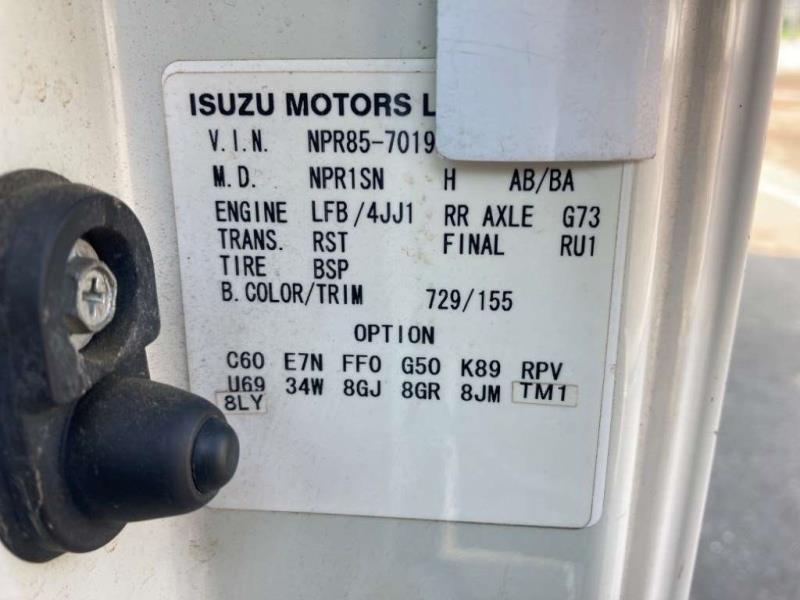 ISUZU MOTORS L
V.I.N. NPR85-7019
M.D. NPR1SN H AB/BA
ENGINE LFB/4JJ1 RR AXLE G73
TRANS. RST FINAL RU1
TIRE BSP
B.COLOR/TRIM 729/155
OPTION
C60 E7N FF0 G50 K89 RPV
U69 34W 8GJ 8GR 8JM TM1
8LY